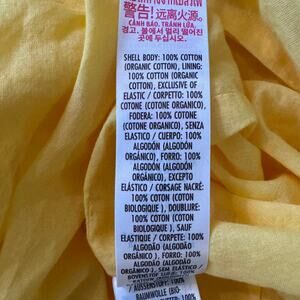 警告! 远离火源。
CẢNH BÁO. TRÁNH LỬA.
경고. 불에서 멀리 떨어진
곳에 두십시오.
SHELL BODY: 100% COTTON
(ORGANIC COTTON), LINING:
100% COTTON (ORGANIC
COTTON), EXCLUSIVE OF
ELASTIC / CORPETTO: 100%
COTONE (COTONE ORGANICO),
FODERA: 100% COTONE
(COTONE ORGANICO), SENZA
ELASTICO / CUERPO: 100%
ALGODÓN (ALGODÓN
ORGÁNICO), FORRO: 100%
ALGODÓN (ALGODÓN
ORGÁNICO), EXCEPTO
ELÁSTICO / CORSAGE NACRÉ:
100% COTON (COTON
BIOLOGIQUE ), DOUBLURE:
100% COTON (COTON
BIOLOGIQUE ), SAUF
ELASTIQUE / CORPETE: 100%
ALGODÃO (ALGODÃO
ORGÂNICO ), FORRO: 100%
ALGODÃO (ALGODÃO
ORGÂNICO ), SEM ELÁSTICO /
BOVENSTOF
/ AUSSENSTOFF: 100%
BAUMWOLLE (BIO-